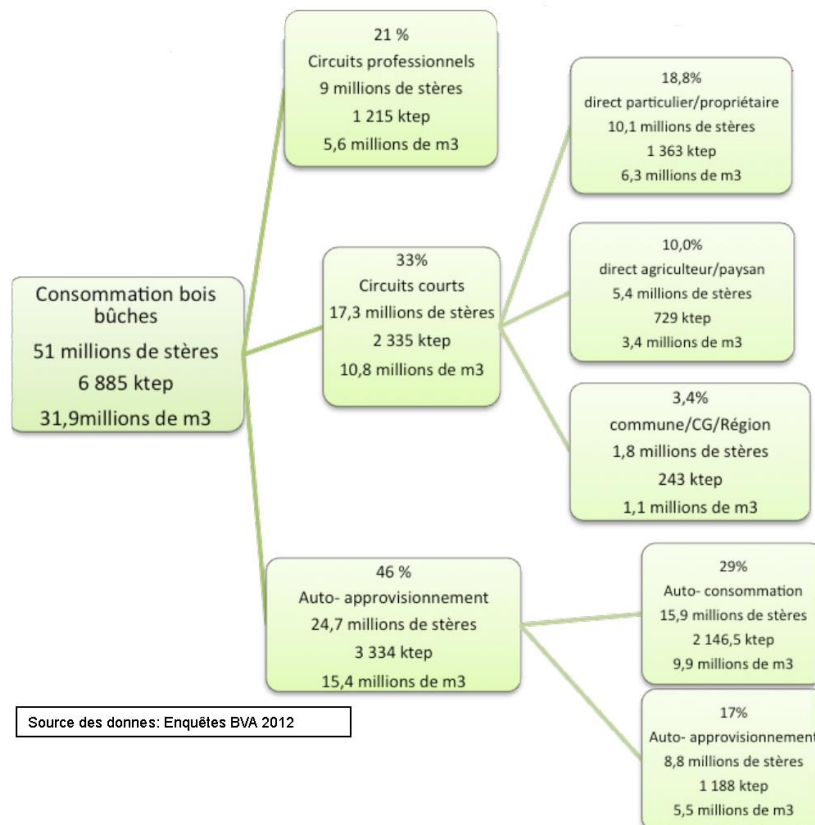 21 %
Circuits professionnels
9 millions de stères
1 215 ktep
5,6 millions de m3
18,8%
direct particulier/propriétaire
10,1 millions de stères
1 363 ktep
6,3 millions de m3
Consommation bois
bûches
51 millions de stères
6 885 ktep
31,9millions de m3
33%
Circuits courts
17,3 millions de stères
2 335 ktep
10,8 millions de m3
10,0%
direct agriculteur/paysan
5,4 millions de stères
729 ktep
3,4 millions de m3
3,4%
commune/CG/Région
1,8 millions de stères
243 ktep
1,1 millions de m3
46 %
Auto- approvisionnement
24,7 millions de stères
3 334 ktep
15,4 millions de m3
29%
Auto- consommation
15,9 millions de stères
2 146,5 ktep
9,9 millions de m3
17%
Auto- approvisionnement
8,8 millions de stères
1 188 ktep
5,5 millions de m3
Source des donnes: Enquêtes BVA 2012